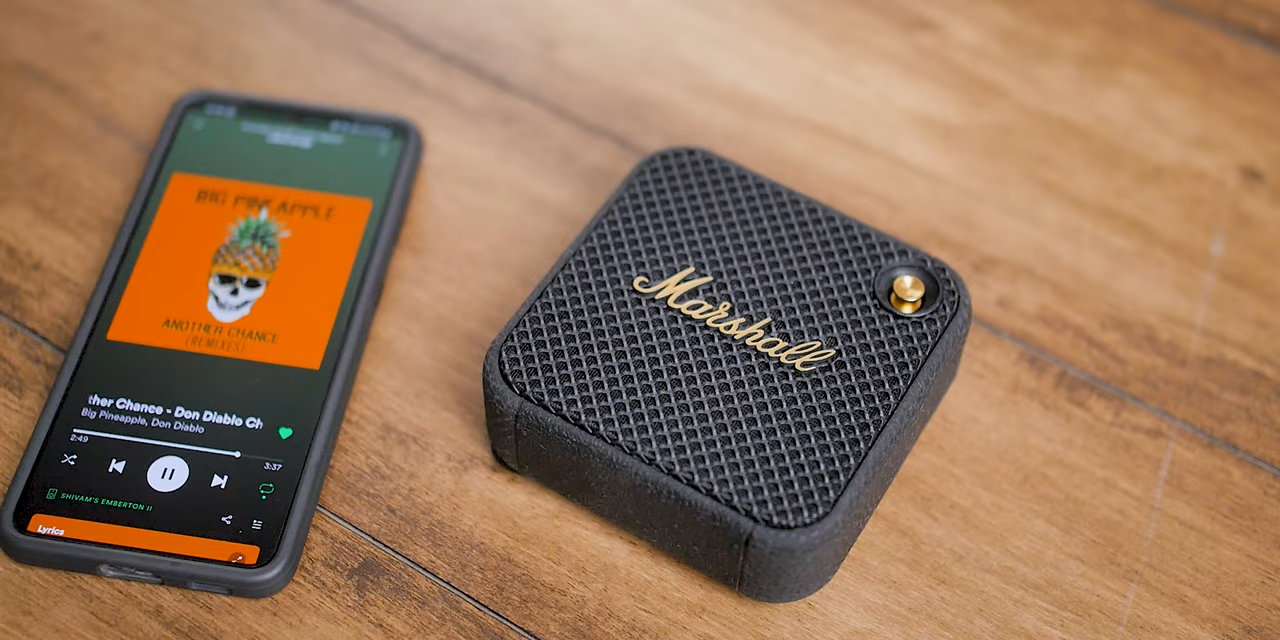 BIG PINEAPPLE
ANOTHER CHANCE
(REMIXES)
ther Chance - Don Diablo Ch
Big Pineapple, Don Diablo
2:49
3:37
SHIVAM'S EMBERTON II
Lyrics
Marshall